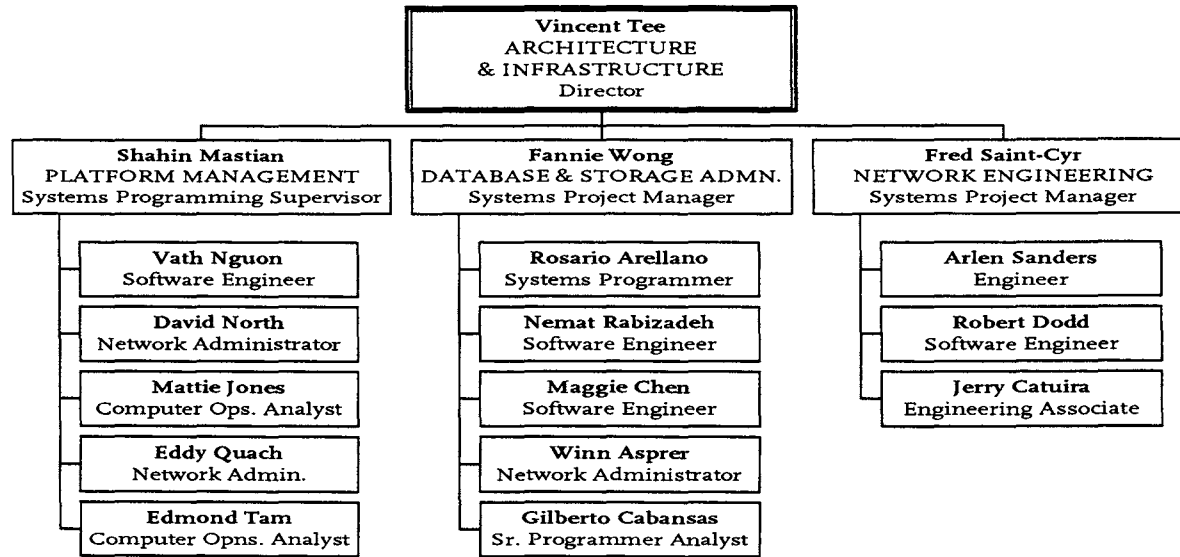 Vincent Tee
ARCHITECTURE
& INFRASTRUCTURE
Director
Shahin Mastian
PLATFORM MANAGEMENT
Systems Programming Supervisor
Vath Nguon
Software Engineer
David North
Network Administrator
Mattie Jones
Computer Ops. Analyst
Eddy Quach
Network Admin.
Edmond Tam
Computer Opns. Analyst
Fannie Wong
DATABASE & STORAGE ADMN.
Systems Project Manager
Rosario Arellano
Systems Programmer
Nemat Rabizadeh
Software Engineer
Maggie Chen
Software Engineer
Winn Asprer
Network Administrator
Gilberto Cabansas
Sr. Programmer Analyst
Fred Saint-Cyr
NETWORK ENGINEERING
Systems Project Manager
Arlen Sanders
Engineer
Robert Dodd
Software Engineer
Jerry Catuira
Engineering Associate